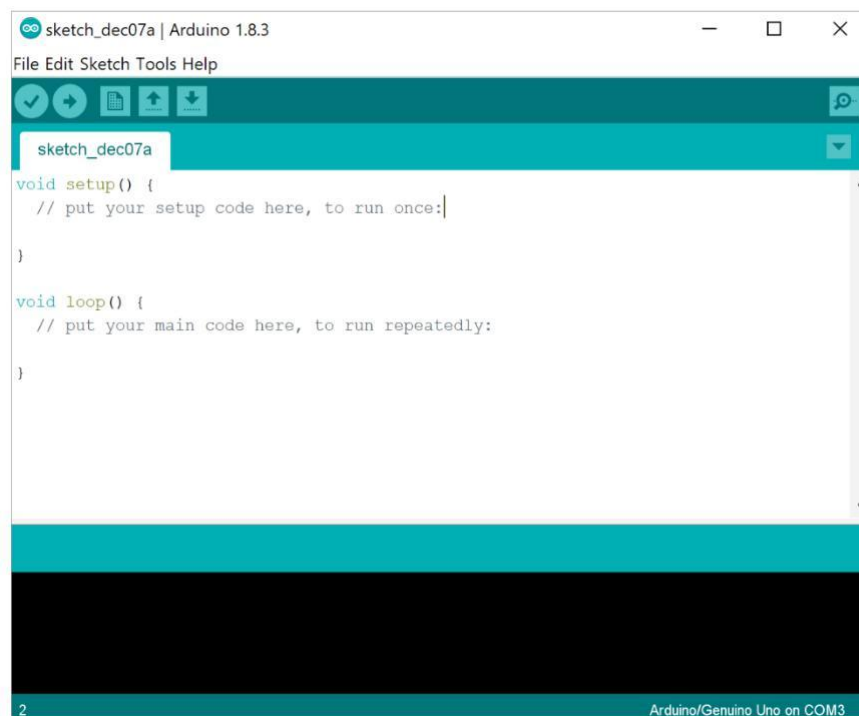 sketch_dec07a | Arduino 1.8.3
File Edit Sketch Tools Help
sketch_dec07a
void setup() {
  // put your setup code here, to run once:
}
void loop() {
  // put your main code here, to run repeatedly:
}
2 Arduino/Genuino Uno on COM3